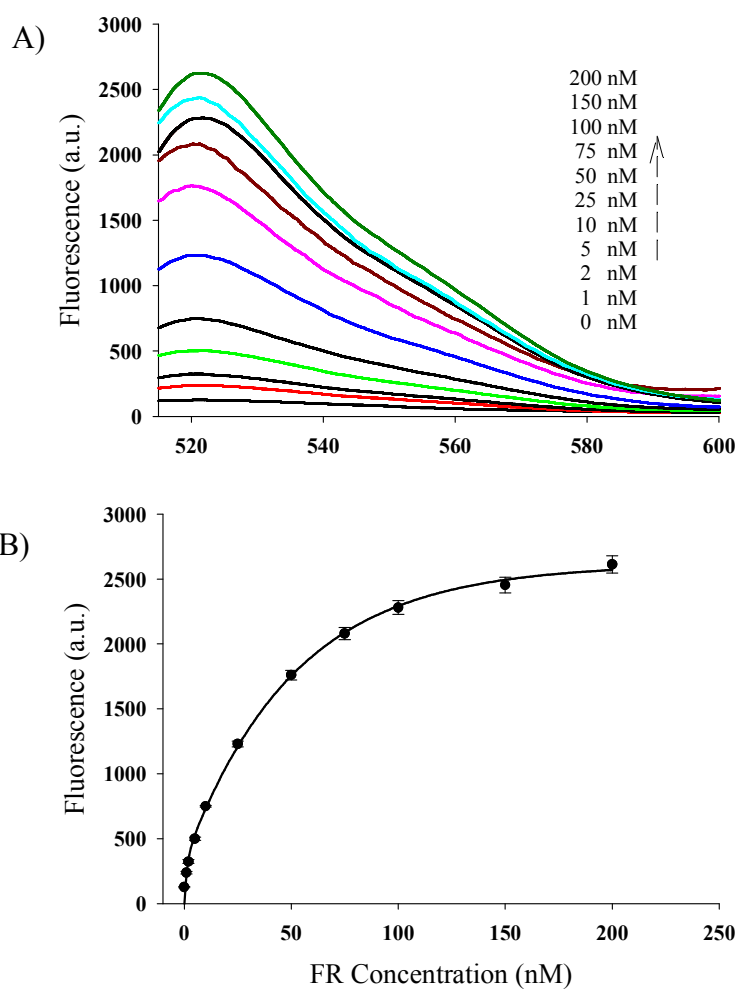 A)
3000
2500
2000
1500
1000
500
0
Fluorescence (a.u.)
200 nM
150 nM
100 nM
75 nM
50 nM
25 nM
10 nM
5 nM
2 nM
1 nM
0 nM
520 540 560 580 600
B)
3000
2500
2000
1500
1000
500
0
Fluorescence (a.u.)
0 50 100 150 200 250
FR Concentration (nM)